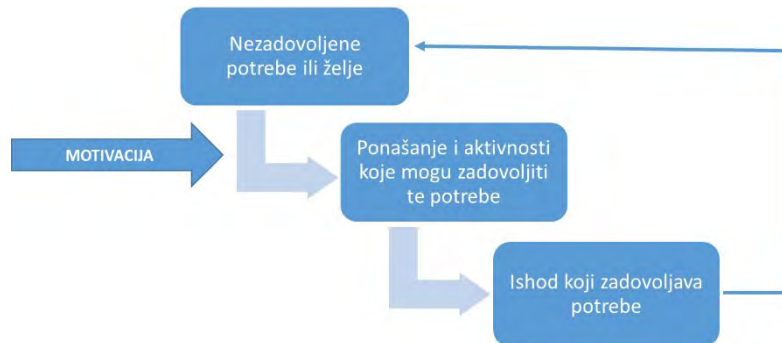 Nezadovoljene
potrebe ili želje
MOTIVACIJA
Ponašanje i aktivnosti
koje mogu zadovoljiti
te potrebe
Ishod koji zadovoljava
potrebe